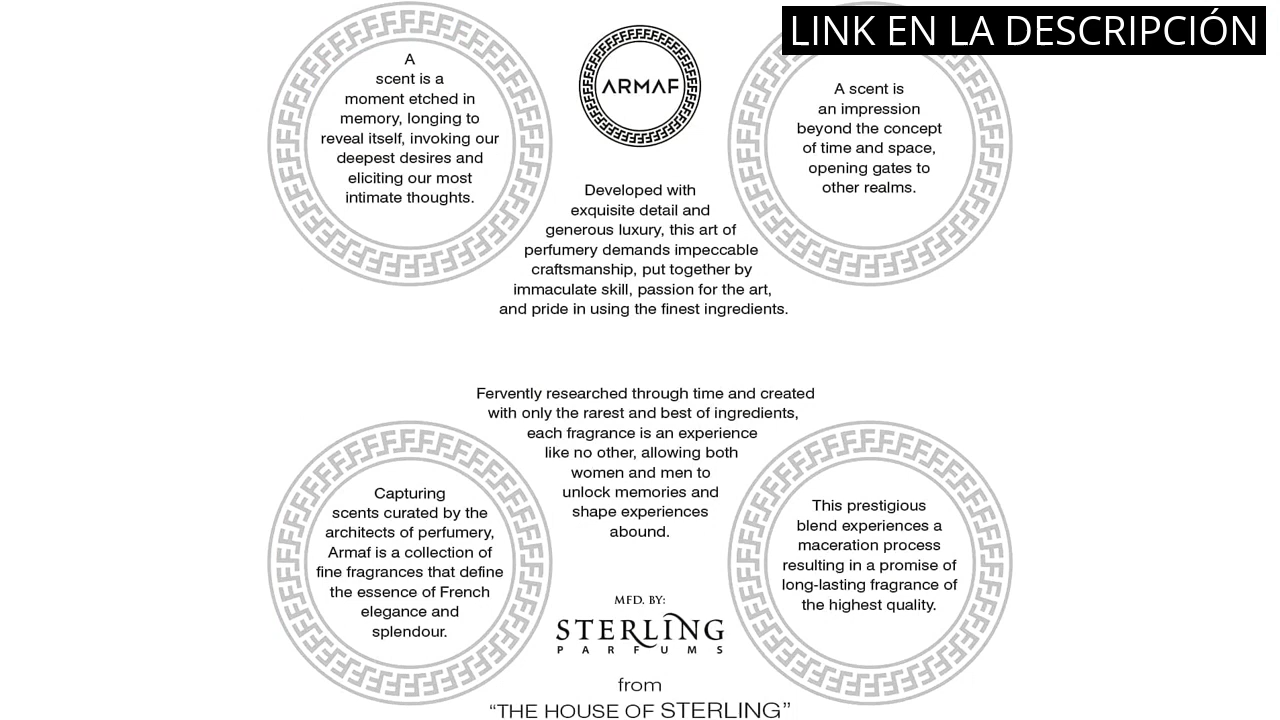 LINK EN LA DESCRIPCIÓN
A
scent is a
moment etched in
memory, longing to
reveal itself, invoking our
deepest desires and
eliciting our most
intimate thoughts.
ARMAF
Developed with
exquisite detail and
generous luxury, this art of
perfumery demands impeccable
craftsmanship, put together by
immaculate skill, passion for the art,
and pride in using the finest ingredients.
A scent is
an impression
beyond the concept
of time and space,
opening gates to
other realms.
Fervently researched through time and created
with only the rarest and best of ingredients,
each fragrance is an experience
like no other, allowing both
women and men to
unlock memories and
shape experiences
abound.
Capturing
scents curated by the
architects of perfumery,
Armaf is a collection of
fine fragrances that define
the essence of French
elegance and
splendour.
This prestigious
blend experiences a
maceration process
resulting in a promise of
long-lasting fragrance of
the highest quality.
MFD. BY:
STERLING
PARFUMS
from
“THE HOUSE OF STERLING”